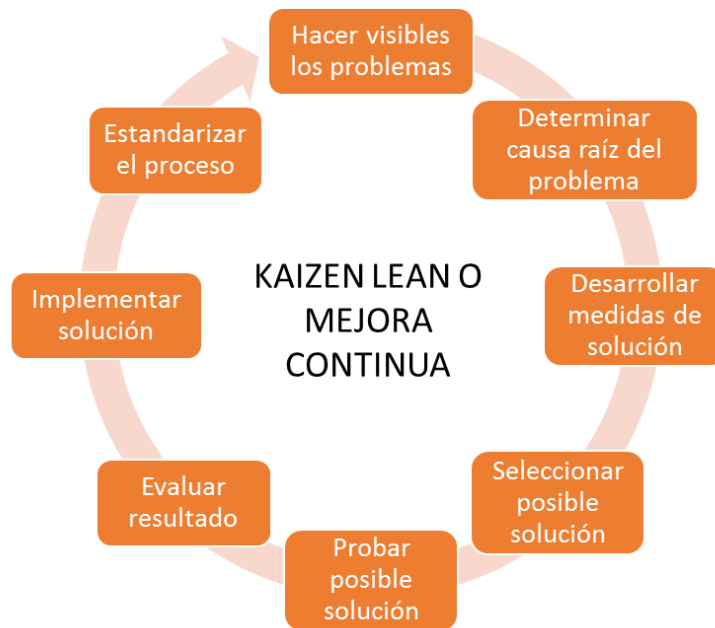 Hacer visibles
los problemas
Determinar
causa raíz del
problema
Desarrollar
medidas de
solución
Seleccionar
posible
solución
Probar
posible
solución
Evaluar
resultado
Implementar
solución
Estandarizar
el proceso
KAIZEN LEAN O
MEJORA
CONTINUA